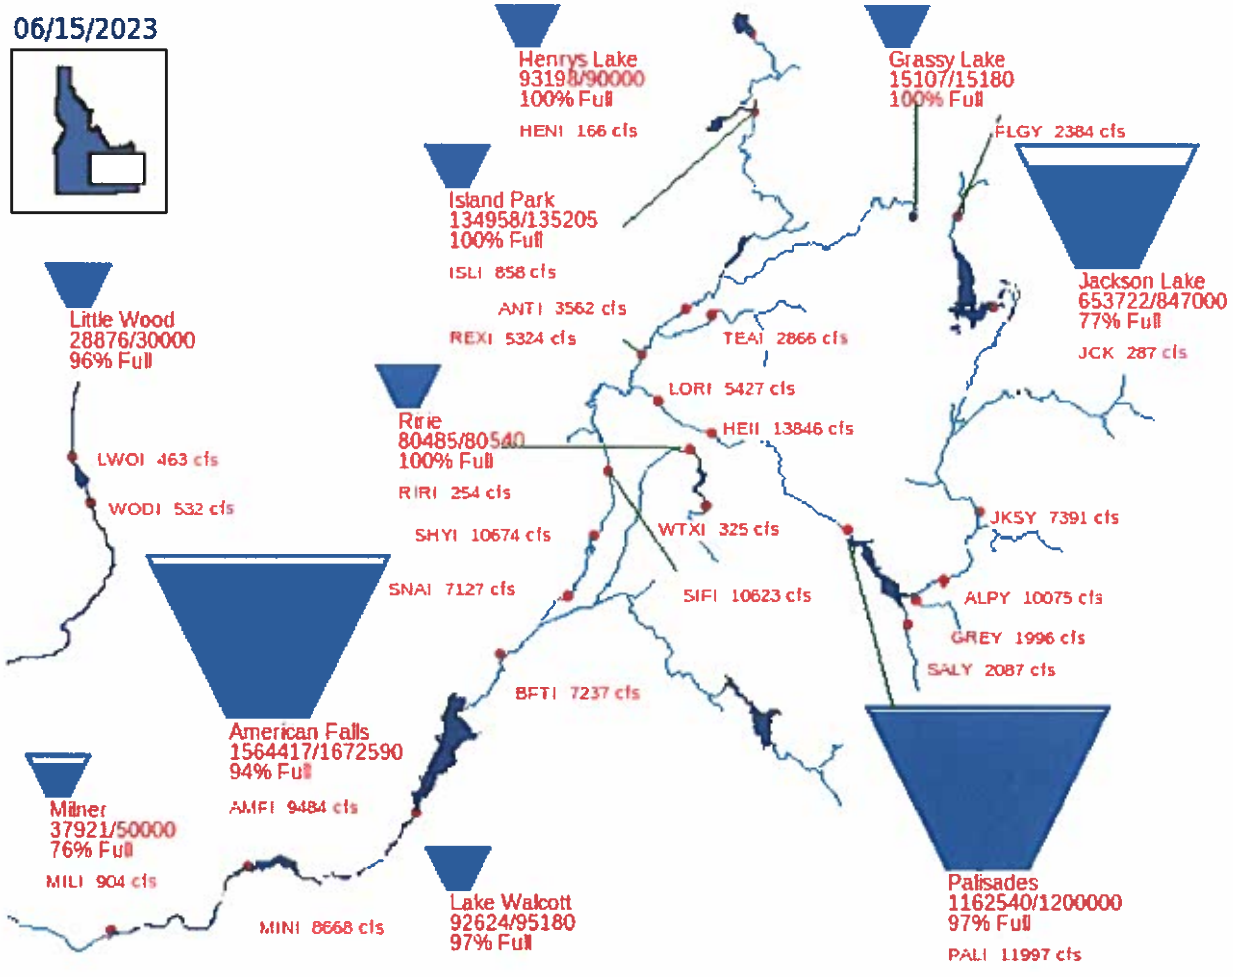 06/15/2023
Henrys Lake
93198/90000
100% Full
HENI 166 cfs
Grassy Lake
15107/15180
100% Full
FLGY 2384 cfs
Island Park
134958/135205
100% Full
ISLI 858 cfs
Jackson Lake
653722/847000
77% Full
JCK 287 cfs
Little Wood
28876/30000
96% Full
ANTI 3562 cfs
REXI 5324 cfs
TEAI 2866 cfs
LORI 5427 cfs
HEII 13846 cfs
Ririe
80485/80540
100% Full
RIRI 254 cfs
LWOI 463 cfs
WODI 532 cfs
SHYI 10674 cfs
WTXI 325 cfs
JKSY 7391 cfs
SNAI 7127 cfs
SIFI 10623 cfs
ALPY 10075 cfs
GREY 1996 cfs
SALY 2087 cfs
BFTI 7237 cfs
American Falls
1564417/1672590
94% Full
AMFI 9484 cfs
Milner
37921/50000
76% Full
MILI 904 cfs
MINI 8668 cfs
Lake Walcott
92624/95180
97% Full
Palisades
1162540/1200000
97% Full
PALI 11997 cfs